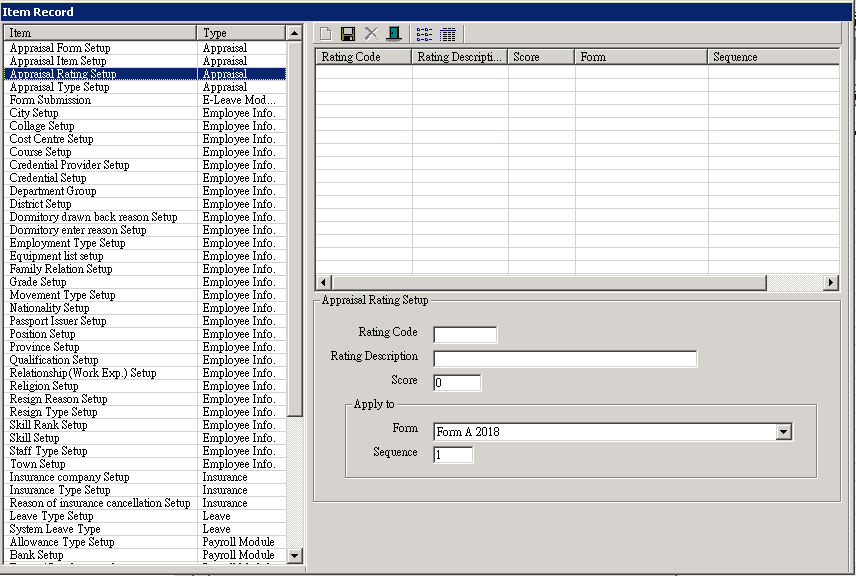 Item Record
Item Type
Appraisal Form Setup Appraisal
Appraisal Item Setup Appraisal
Appraisal Rating Setup Appraisal
Appraisal Type Setup Appraisal
Form Submission E-Leave Mod...
City Setup Employee Info.
Collage Setup Employee Info.
Cost Centre Setup Employee Info.
Course Setup Employee Info.
Credential Provider Setup Employee Info.
Credential Setup Employee Info.
Department Group Employee Info.
District Setup Employee Info.
Dormitory drawn back reason Setup Employee Info.
Dormitory enter reason Setup Employee Info.
Employment Type Setup Employee Info.
Equipment list setup Employee Info.
Family Relation Setup Employee Info.
Grade Setup Employee Info.
Movement Type Setup Employee Info.
Nationality Setup Employee Info.
Passport Issuer Setup Employee Info.
Position Setup Employee Info.
Province Setup Employee Info.
Qualification Setup Employee Info.
Relationship(Work Exp.) Setup Employee Info.
Religion Setup Employee Info.
Resign Reason Setup Employee Info.
Resign Type Setup Employee Info.
Skill Rank Setup Employee Info.
Skill Setup Employee Info.
Staff Type Setup Employee Info.
Town Setup Employee Info.
Insurance company Setup Insurance
Insurance Type Setup Insurance
Reason of insurance cancellation Setup Insurance
Leave Type Setup Leave
System Leave Type Leave
Allowance Type Setup Payroll Module
Bank Setup Payroll Module
Rating Code Rating Descripti... Score Form Sequence
Appraisal Rating Setup
Rating Code
Rating Description
Score 0
Apply to
Form Form A 2018
Sequence 1